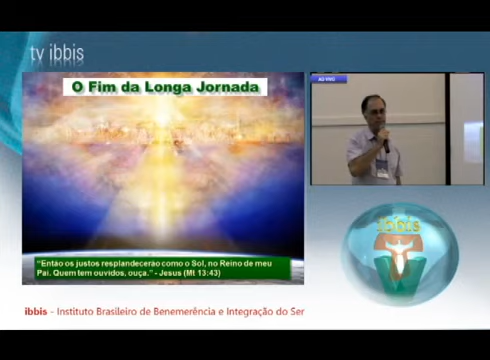 tv ibbis
O Fim da Longa Jornada
AO VIVO
"Então os justos resplandecerão como o Sol, no Reino de meu
Pai. Quem tem ouvidos, ouça." - Jesus (Mt 13:43)
ibbis
ibbis - Instituto Brasileiro de Benemerência e Integração do Ser